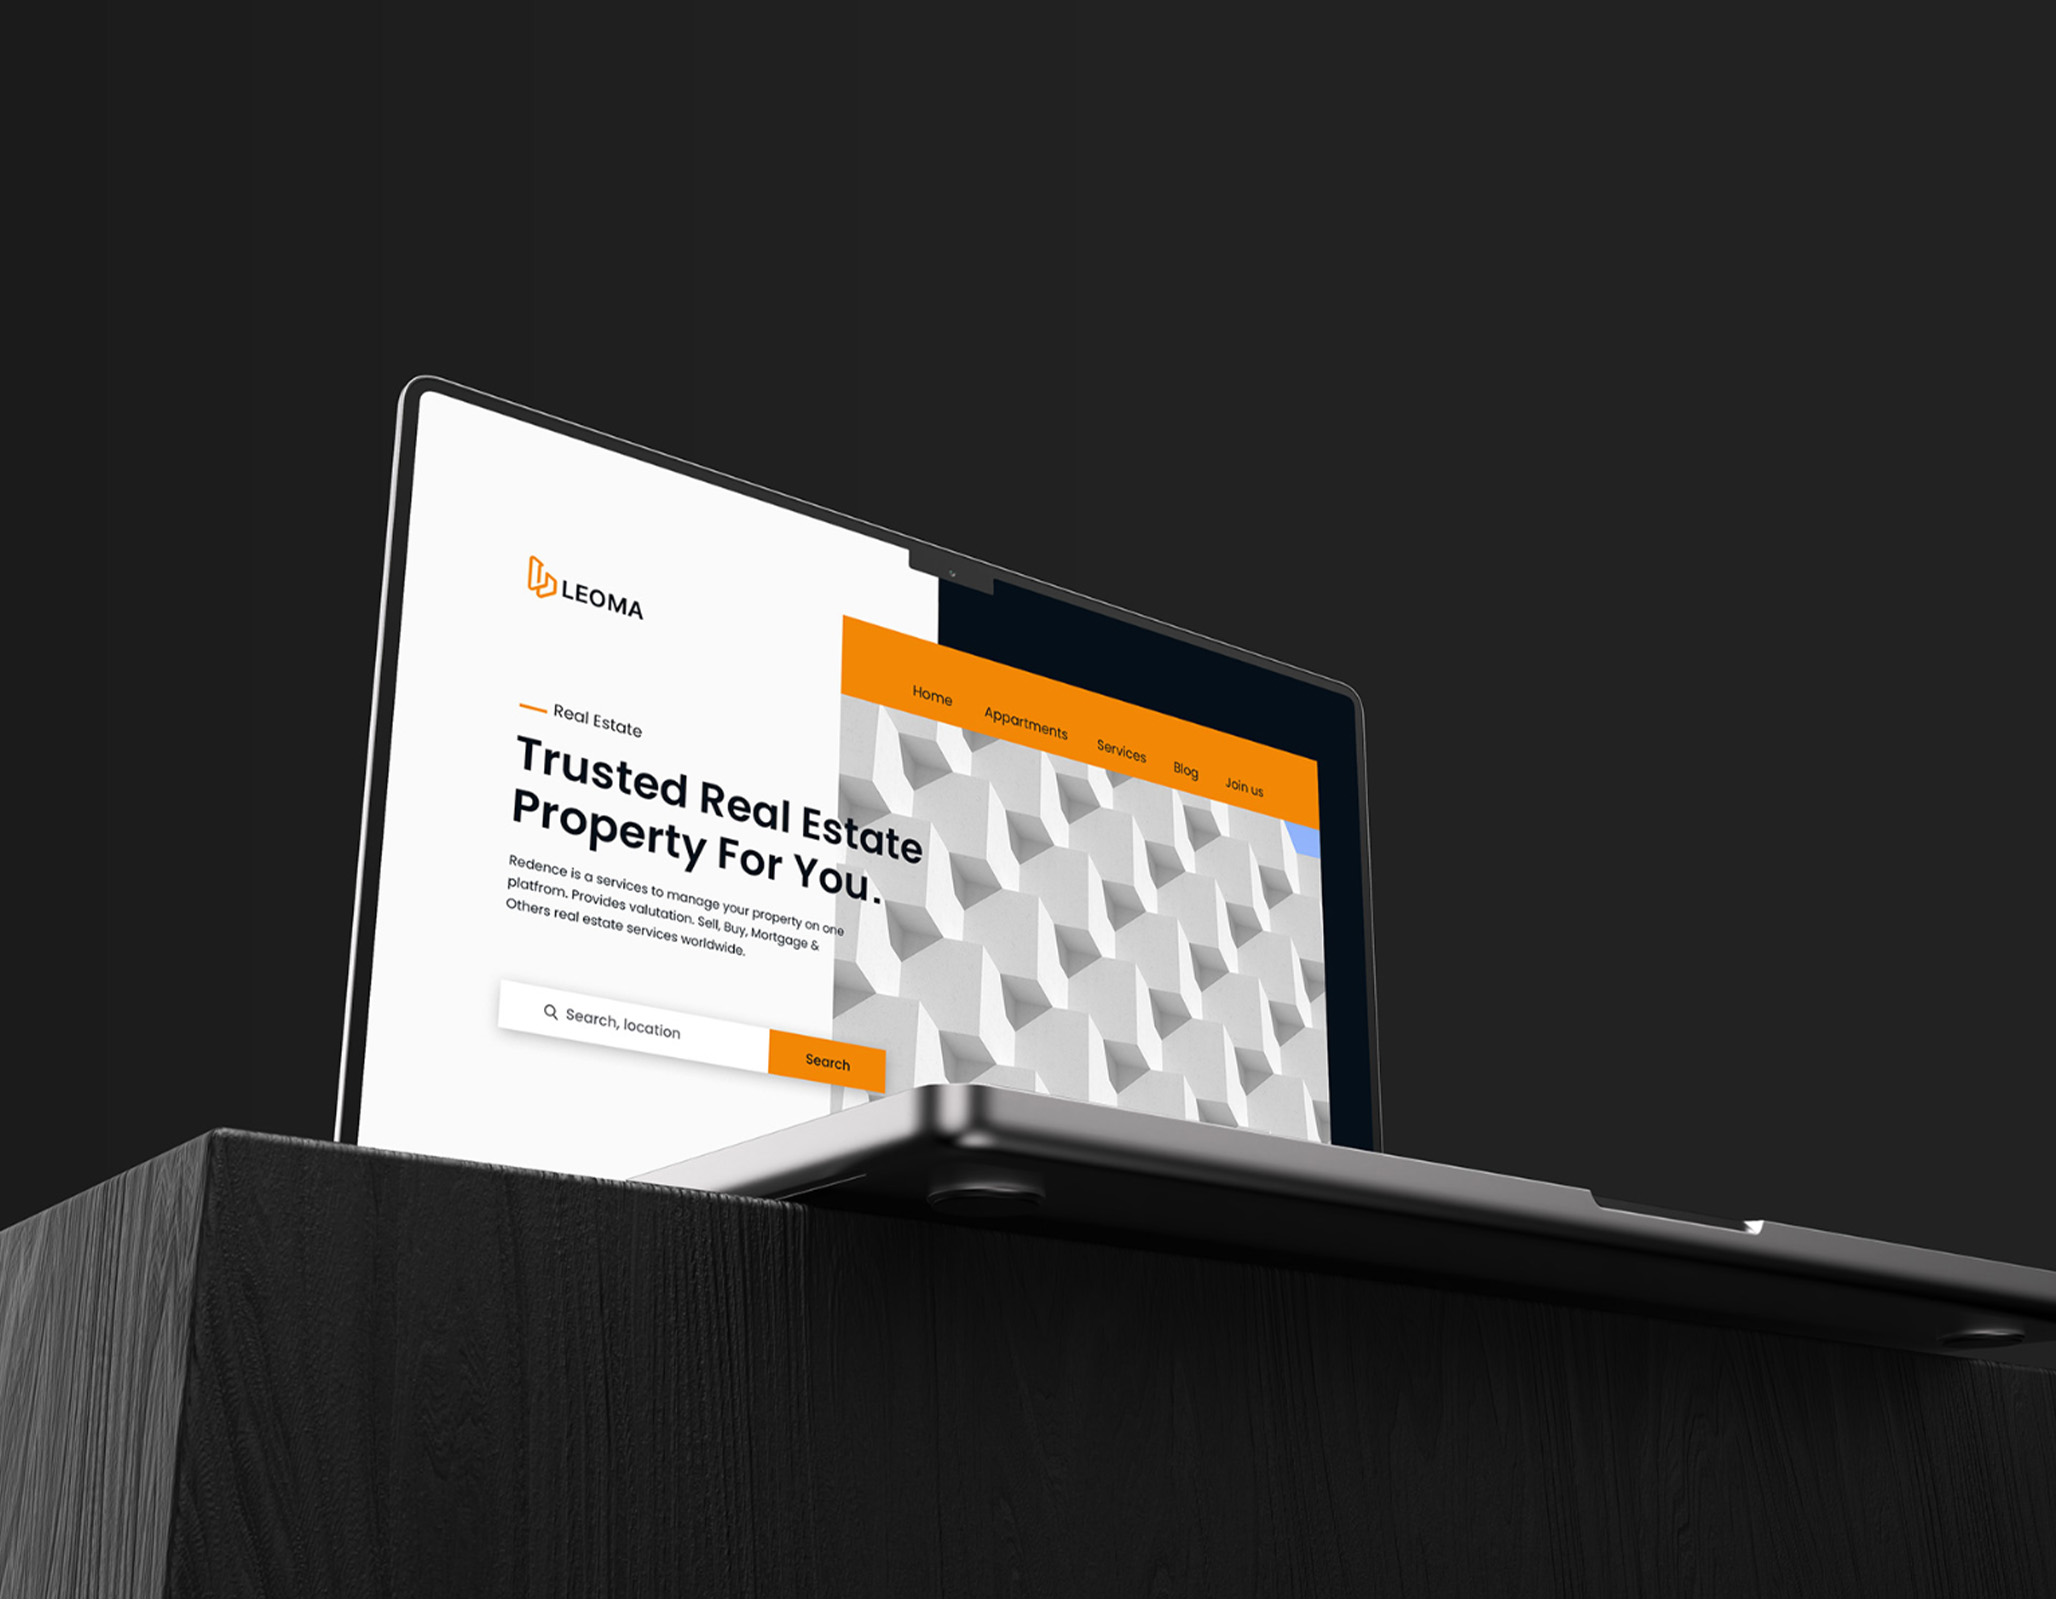 LEOMA
Home Appartments Services Blog Join us
Real Estate
Trusted Real Estate
Property For You.
Redence is a services to manage your property on one
platfrom. Provides valutation. Sell, Buy, Mortgage &
Others real estate services worldwide.
Search, location
Search